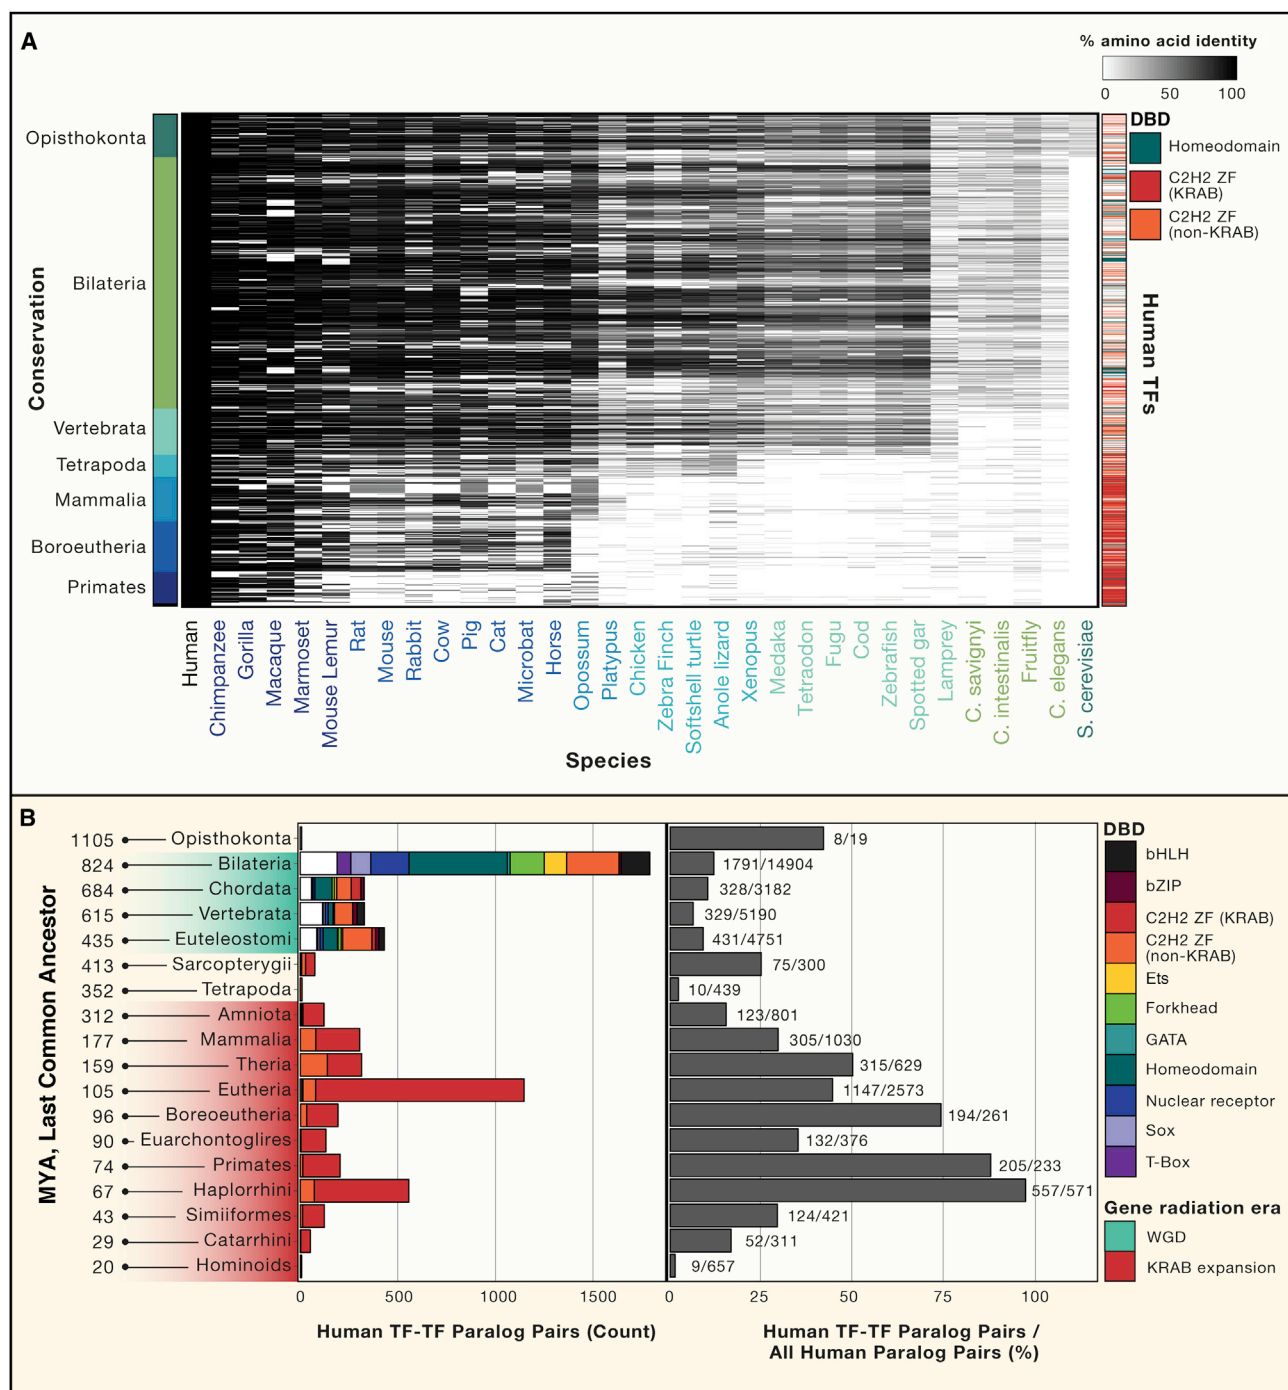 A
% amino acid identity
0 50 100
DBD
Homeodomain
C2H2 ZF
(KRAB)
C2H2 ZF
(non-KRAB)
Human TFs
Conservation
Opisthokonta
Bilateria
Vertebrata
Tetrapoda
Mammalia
Boroeutheria
Primates
Human
Chimpanzee
Gorilla
Macaque
Marmoset
Mouse Lemur
Rat
Mouse
Rabbit
Cow
Pig
Cat
Microbat
Horse
Opossum
Platypus
Chicken
Zebra Finch
Softshell turtle
Anole lizard
Xenopus
Medaka
Tetraodon
Fugu
Cod
Zebrafish
Spotted gar
Lamprey
C. savignyi
C. intestinalis
Fruitfly
C. elegans
S. cerevisiae
Species
B
MYA, Last Common Ancestor
1105 Opisthokonta 8/19
824 Bilateria 1791/14904
684 Chordata 328/3182
615 Vertebrata 329/5190
435 Euteleostomi 431/4751
413 Sarcopterygii 75/300
352 Tetrapoda 10/439
312 Amniota 123/801
177 Mammalia 305/1030
159 Theria 315/629
105 Eutheria 1147/2573
96 Boreoeutheria 194/261
90 Euarchontoglires 132/376
74 Primates 205/233
67 Haplorrhini 557/571
43 Simiiformes 124/421
29 Catarrhini 52/311
20 Hominoids 9/657
0 500 1000 1500
Human TF-TF Paralog Pairs (Count)
0 25 50 75 100
Human TF-TF Paralog Pairs /
All Human Paralog Pairs (%)
DBD
bHLH
bZIP
C2H2 ZF (KRAB)
C2H2 ZF
(non-KRAB)
Ets
Forkhead
GATA
Homeodomain
Nuclear receptor
Sox
T-Box
Gene radiation era
WGD
KRAB expansion